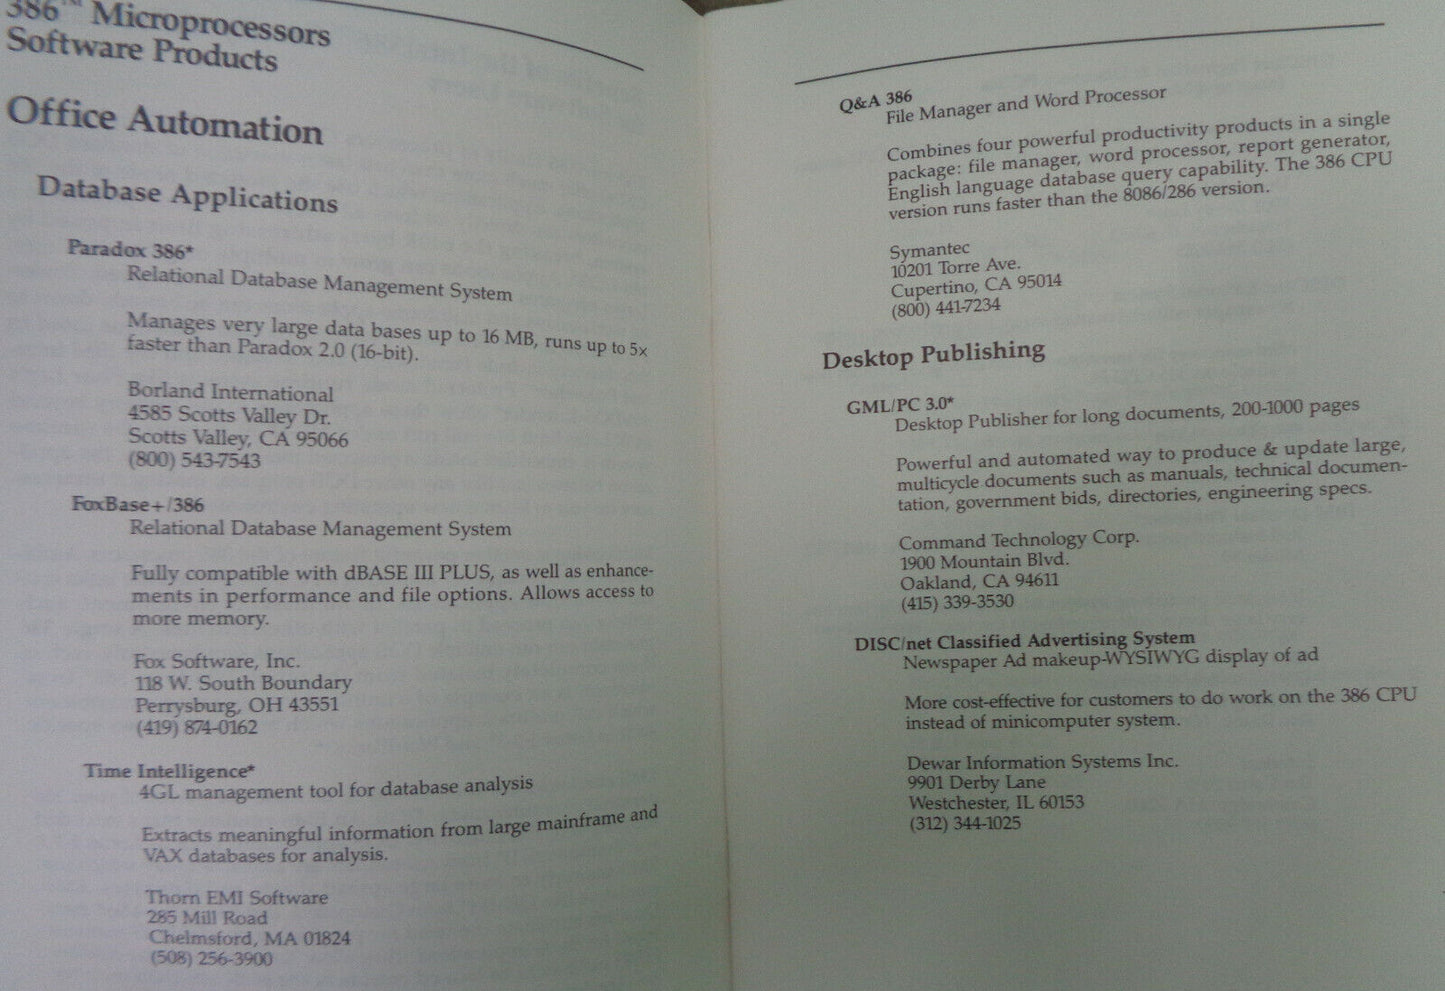 386™ Microprocessors
Software Products
Office Automation
Database Applications
Paradox 386*
Relational Database Management System
Manages very large data bases up to 16 MB, runs up to 5x
faster than Paradox 2.0 (16-bit).
Borland International
4585 Scotts Valley Dr.
Scotts Valley, CA 95066
(800) 543-7543
FoxBase+/386
Relational Database Management System
Fully compatible with dBASE III PLUS, as well as enhance-
ments in performance and file options. Allows access to
more memory.
Fox Software, Inc.
118 W. South Boundary
Perrysburg, OH 43551
(419) 874-0162
Time Intelligence*
4GL management tool for database analysis
Extracts meaningful information from large mainframe and
VAX databases for analysis.
Thorn EMI Software
285 Mill Road
Chelmsford, MA 01824
(508) 256-3900
Q&A 386
File Manager and Word Processor
Combines four powerful productivity products in a single
package: file manager, word processor, report generator,
English language database query capability. The 386 CPU
version runs faster than the 8086/286 version.
Symantec
10201 Torre Ave.
Cupertino, CA 95014
(800) 441-7234
Desktop Publishing
GML/PC 3.0*
Desktop Publisher for long documents, 200-1000 pages
Powerful and automated way to produce & update large,
multicycle documents such as manuals, technical documen-
tation, government bids, directories, engineering specs.
Command Technology Corp.
1900 Mountain Blvd.
Oakland, CA 94611
(415) 339-3530
DISC/net Classified Advertising System
Newspaper Ad makeup-WYSIWYG display of ad
More cost-effective for customers to do work on the 386 CPU
instead of minicomputer system.
Dewar Information Systems Inc.
9901 Derby Lane
Westchester, IL 60153
(312) 344-1025